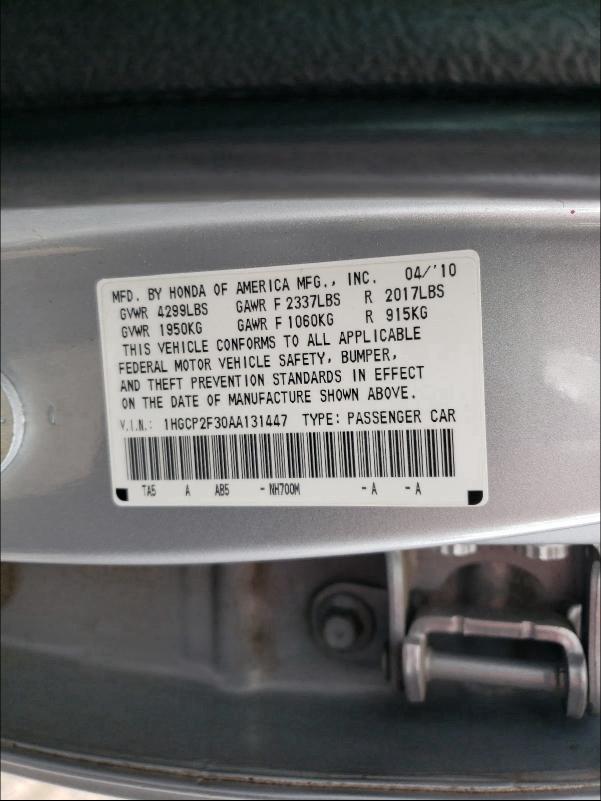 MFD. BY HONDA OF AMERICA MFG., INC. 04/'10
GVWR 4299LBS GAWR F 2337LBS R 2017LBS
GVWR 1950KG GAWR F 1060KG R 915KG
THIS VEHICLE CONFORMS TO ALL APPLICABLE
FEDERAL MOTOR VEHICLE SAFETY, BUMPER,
AND THEFT PREVENTION STANDARDS IN EFFECT
ON THE DATE OF MANUFACTURE SHOWN ABOVE.
V.I.N.: 1HGCP2F30AA131447 TYPE: PASSENGER CAR
TA5 A AB5 - NH700M - A - A